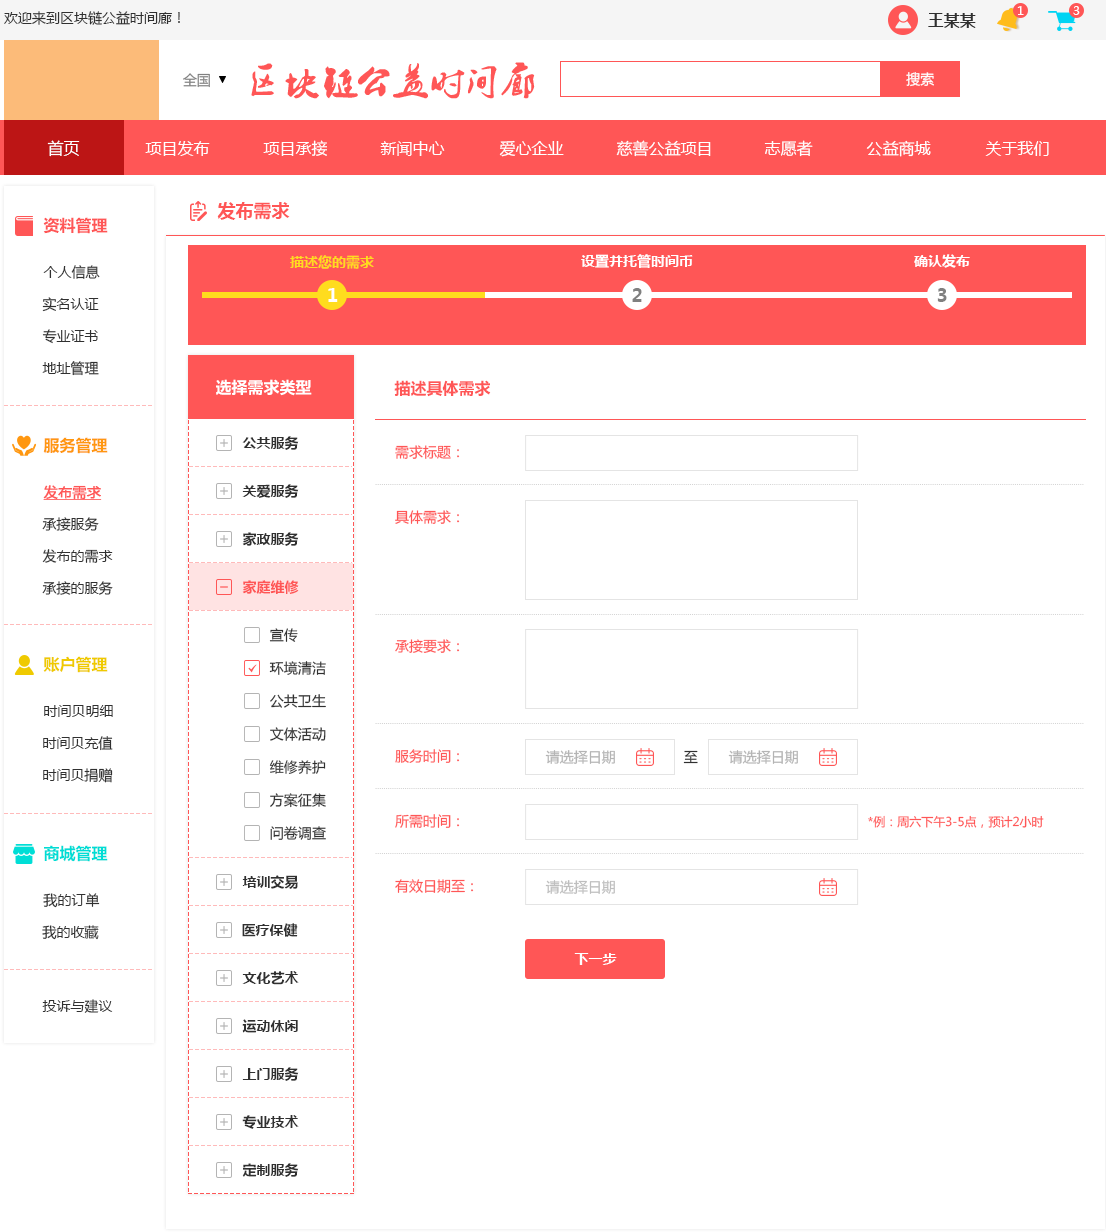 欢迎来到区块链公益时间廊！
王某某
1
3
全国
区块链公益时间廊
搜索
首页
项目发布
项目承接
新闻中心
爱心企业
慈善公益项目
志愿者
公益商城
关于我们
资料管理
个人信息
实名认证
专业证书
地址管理
服务管理
发布需求
承接服务
发布的需求
承接的服务
账户管理
时间贝明细
时间贝充值
时间贝捐赠
商城管理
我的订单
我的收藏
投诉与建议
发布需求
描述您的需求
设置并托管时间币
确认发布
1
2
3
选择需求类型
公共服务
关爱服务
家政服务
家庭维修
宣传
环境清洁
公共卫生
文体活动
维修养护
方案征集
问卷调查
培训交易
医疗保健
文化艺术
运动休闲
上门服务
专业技术
定制服务
描述具体需求
需求标题：
具体需求：
承接要求：
服务时间：
请选择日期
至
请选择日期
所需时间：
*例：周六下午3-5点，预计2小时
有效日期至：
请选择日期
下一步